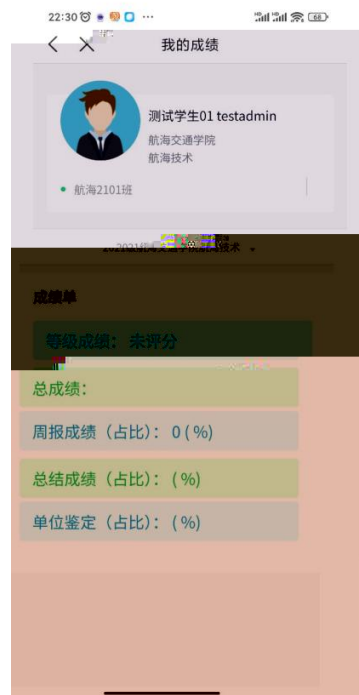 22:30
68
我的成绩
测试学生01 testadmin
航海交通学院
航海技术
航海2101班
成绩单
等级成绩： 未评分
总成绩：
周报成绩（占比）： 0 ( %)
总结成绩（占比）： ( %)
单位鉴定（占比）： ( %)